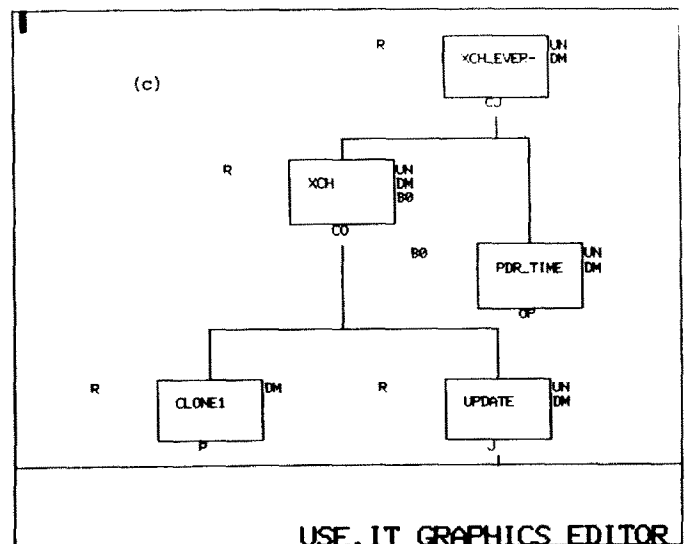 R XCH_EVER- UN
DM
(c)
CJ
R XCH UN
DM
B0
CO
B0 PDR_TIME UN
DM
OP
R CLONE1 DM R UPDATE UN
DM
P J
USE.IT GRAPHICS EDITOR